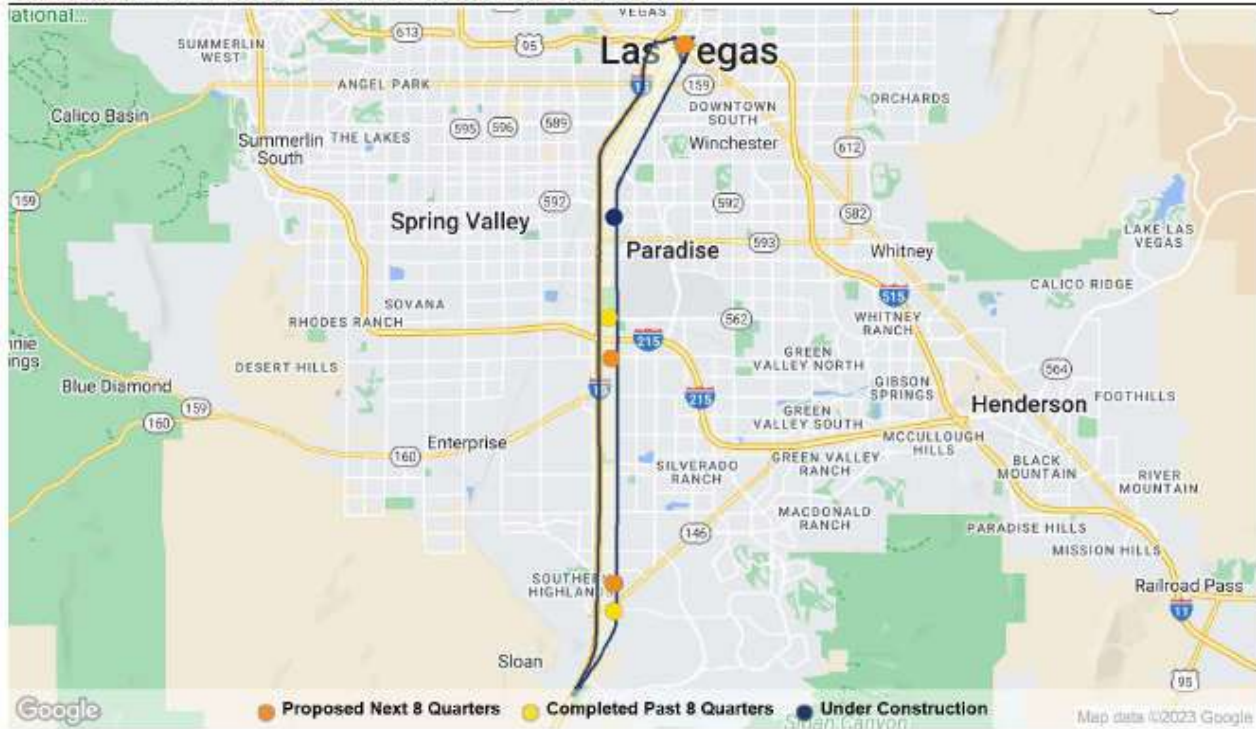 ational...
VEGAS
613
SUMMERLIN
WEST
95
Las Vegas
ANGEL PARK
159
DOWNTOWN
SOUTH
ORCHARDS
Calico Basin
595
596
589
Summerlin
South
THE LAKES
Winchester
612
159
592
592
Spring Valley
582
Paradise
593
Whitney
LAKE LAS
VEGAS
CALICO RIDGE
SOVANA
515
RHODES RANCH
562
WHITNEY
RANCH
215
nnie
ngs
DESERT HILLS
GREEN
VALLEY NORTH
564
Blue Diamond
GIBSON
SPRINGS
FOOTHILLS
159
215
Henderson
160
GREEN
VALLEY SOUTH
Enterprise
160
MCCULLOUGH
HILLS
SILVERADO
RANCH
GREEN VALLEY
RANCH
BLACK
MOUNTAIN
RIVER
MOUNTAIN
MACDONALD
RANCH
146
PARADISE HILLS
MISSION HILLS
SOUTHERN
HIGHLANDS
Railroad Pass
11
Sloan
95
Google
Proposed Next 8 Quarters
Completed Past 8 Quarters
Under Construction
Sloan Canyon
Map data ©2023 Google